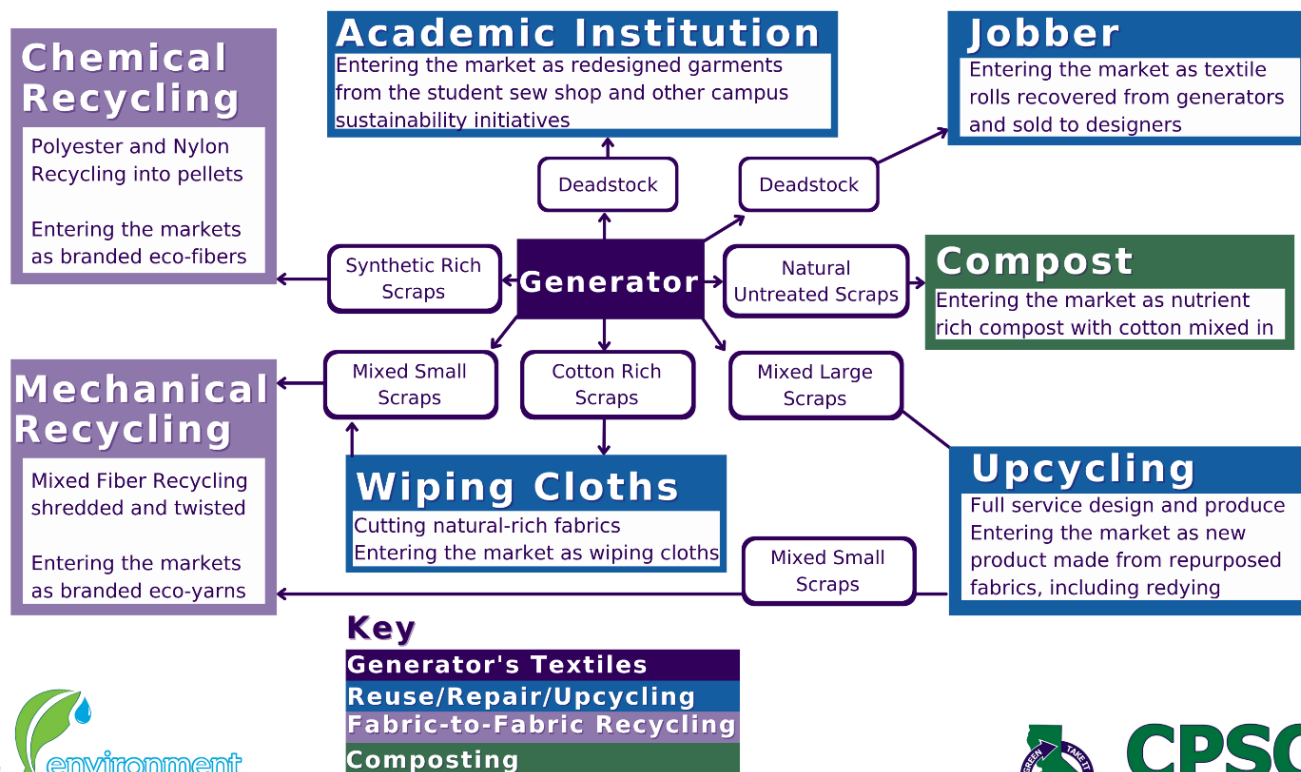 Chemical
Recycling
Polyester and Nylon
Recycling into pellets
Entering the markets
as branded eco-fibers
Academic Institution
Entering the market as redesigned garments
from the student sew shop and other campus
sustainability initiatives
Jobber
Entering the market as textile
rolls recovered from generators
and sold to designers
Deadstock
Deadstock
Synthetic Rich
Scraps
Generator
Natural
Untreated Scraps
Compost
Entering the market as nutrient
rich compost with cotton mixed in
Mixed Small
Scraps
Cotton Rich
Scraps
Mixed Large
Scraps
Mechanical
Recycling
Mixed Fiber Recycling
shredded and twisted
Entering the markets
as branded eco-yarns
Wiping Cloths
Cutting natural-rich fabrics
Entering the market as wiping cloths
Upcycling
Full service design and produce
Entering the market as new
product made from repurposed
fabrics, including redying
Mixed Small
Scraps
Key
Generator's Textiles
Reuse/Repair/Upcycling
Fabric-to-Fabric Recycling
Composting
environment
GREEN
TAKE IT
CPSC